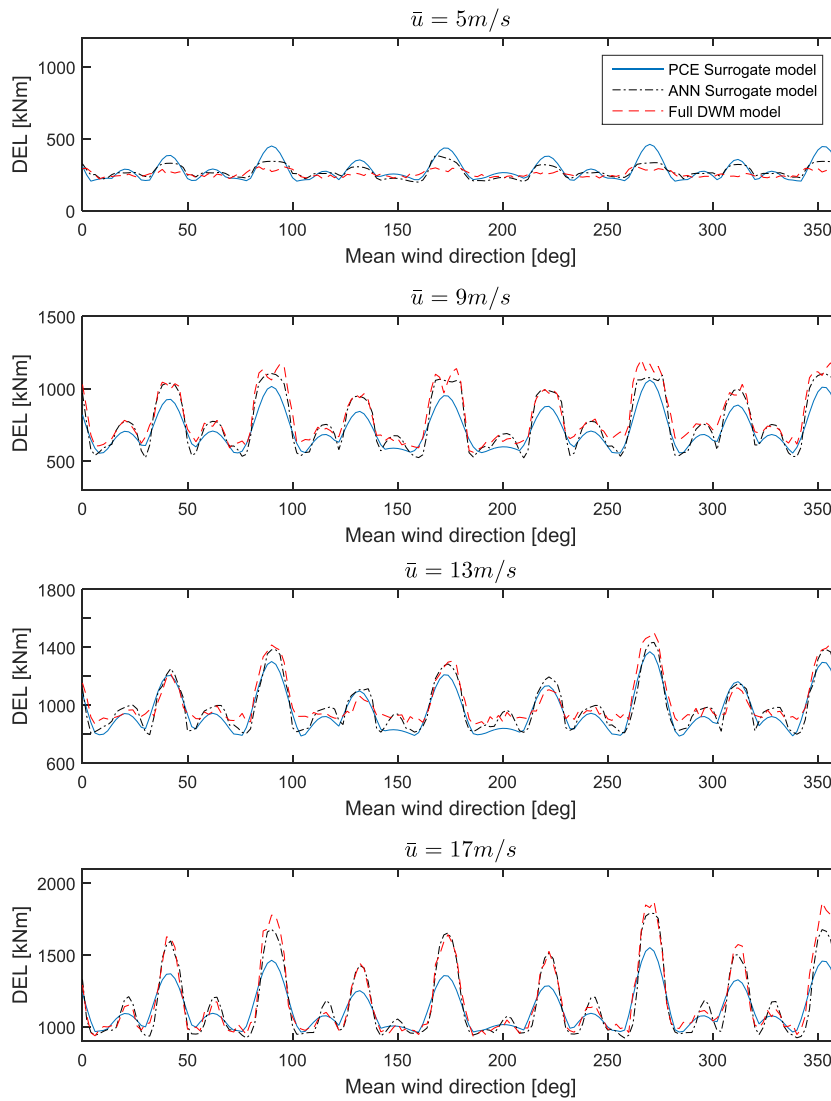 ū = 5m/s
1000
500
0
DEL [kNm]
PCE Surrogate model
ANN Surrogate model
Full DWM model
0 50 100 150 200 250 300 350
Mean wind direction [deg]
ū = 9m/s
1500
1000
500
DEL [kNm]
0 50 100 150 200 250 300 350
Mean wind direction [deg]
ū = 13m/s
1800
1400
1000
600
DEL [kNm]
0 50 100 150 200 250 300 350
Mean wind direction [deg]
ū = 17m/s
2000
1500
1000
DEL [kNm]
0 50 100 150 200 250 300 350
Mean wind direction [deg]